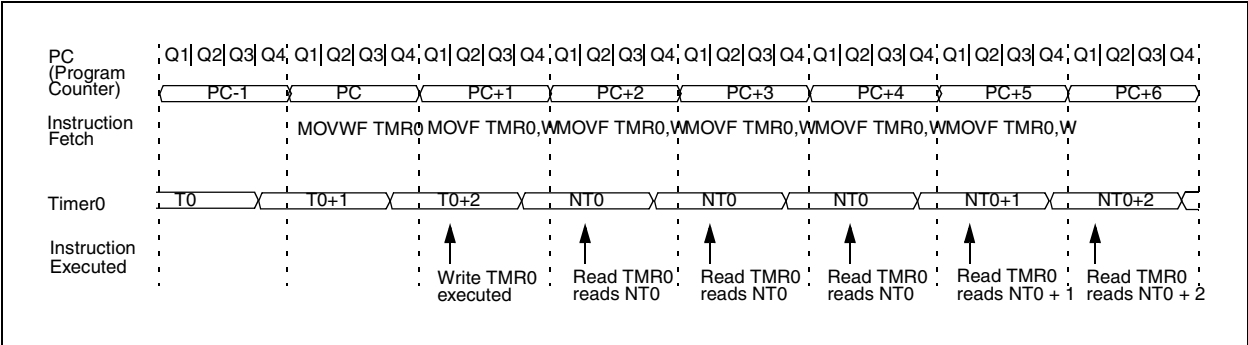 PC
(Program
Counter)
Q1 Q2 Q3 Q4 Q1 Q2 Q3 Q4 Q1 Q2 Q3 Q4 Q1 Q2 Q3 Q4 Q1 Q2 Q3 Q4 Q1 Q2 Q3 Q4 Q1 Q2 Q3 Q4 Q1 Q2 Q3 Q4
PC-1 PC PC+1 PC+2 PC+3 PC+4 PC+5 PC+6
Instruction
Fetch
MOVWF TMR0 MOVF TMR0,W MOVF TMR0,W MOVF TMR0,W MOVF TMR0,W MOVF TMR0,W
Timer0
T0 T0+1 T0+2 NT0 NT0 NT0 NT0+1 NT0+2
Instruction
Executed
Write TMR0
executed
Read TMR0
reads NT0
Read TMR0
reads NT0
Read TMR0
reads NT0
Read TMR0
reads NT0 + 1
Read TMR0
reads NT0 + 2